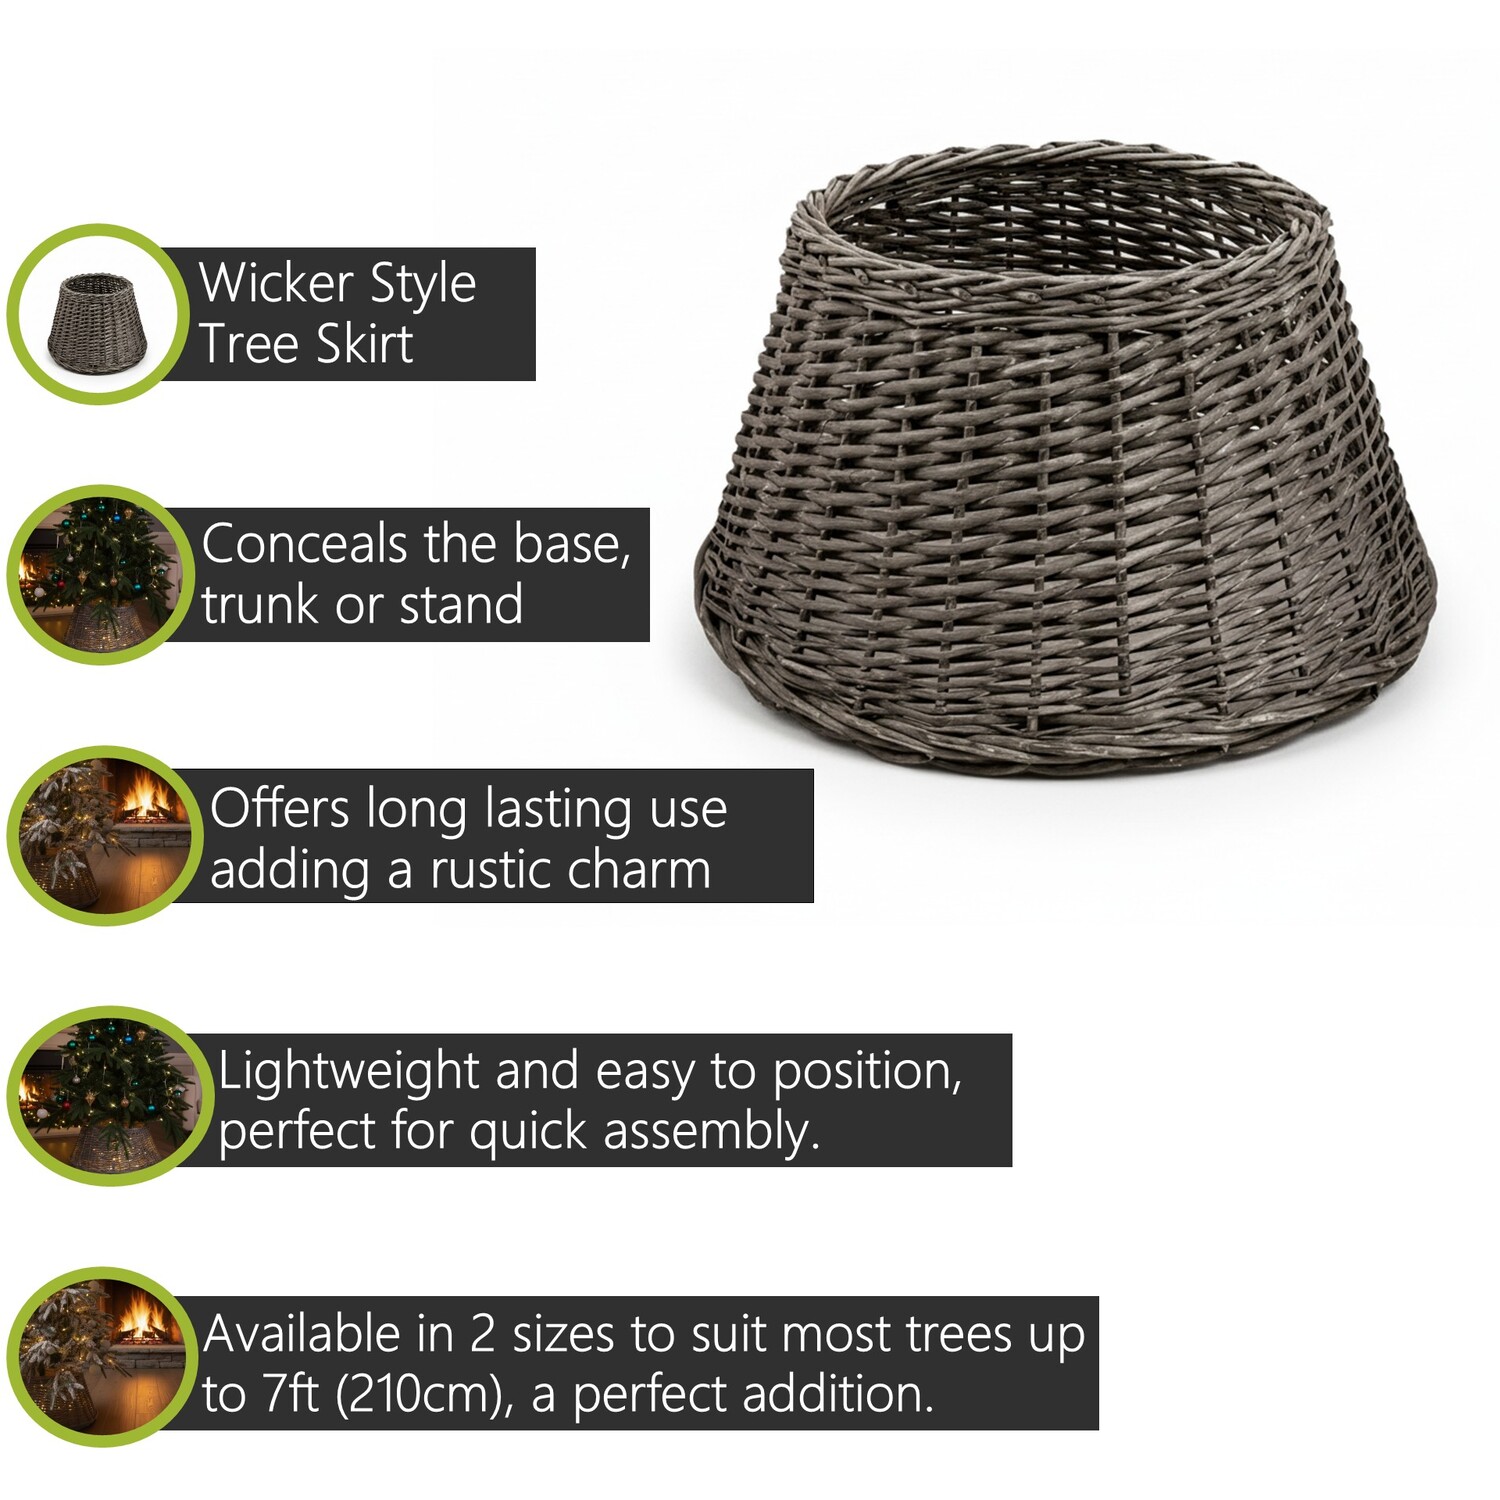 Wicker Style
Tree Skirt
Conceals the base,
trunk or stand
Offers long lasting use
adding a rustic charm
Lightweight and easy to position,
perfect for quick assembly.
Available in 2 sizes to suit most trees up
to 7ft (210cm), a perfect addition.